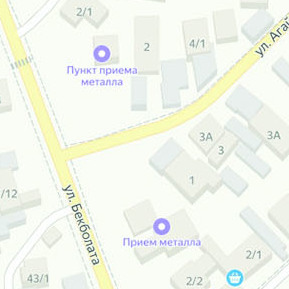 2/1
2
4/1
ул. Ага
Пункт приема
металла
3А
3А
3
1
/12
ул. Бекболата
Прием металла
2/1
43/1
2/2